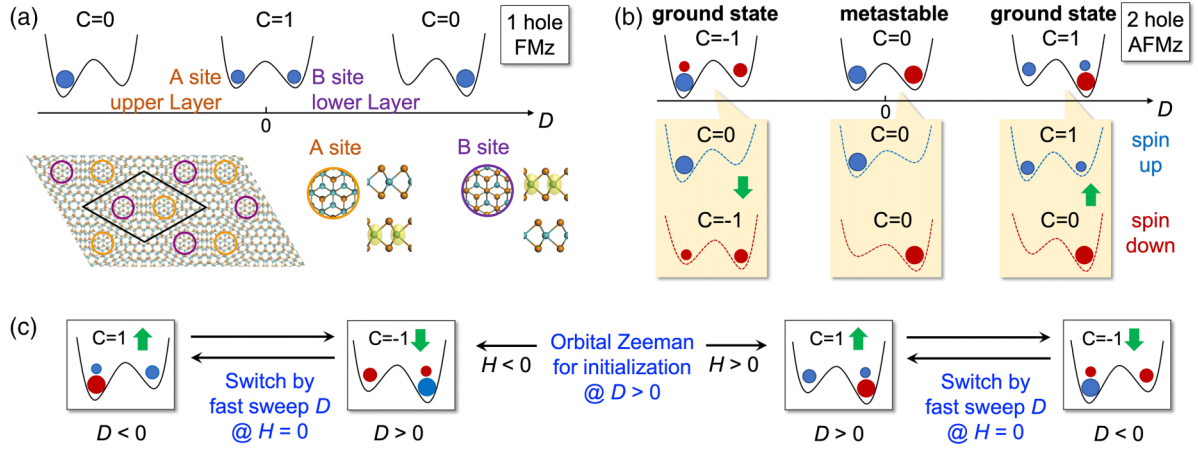 (a)
C=0
C=1
C=0
1 hole
FMz
A site
upper Layer
B site
lower Layer
0
D
A site
B site
(b)
ground state
metastable
ground state
2 hole
AFMz
C=-1
C=0
C=1
0
D
C=0
C=0
C=1
spin
up
C=-1
C=0
C=0
spin
down
(c)
C=1
C=-1
Switch by
fast sweep D
@ H = 0
D < 0
D > 0
H < 0
Orbital Zeeman
for initialization
@ D > 0
H > 0
C=1
C=-1
Switch by
fast sweep D
@ H = 0
D > 0
D < 0